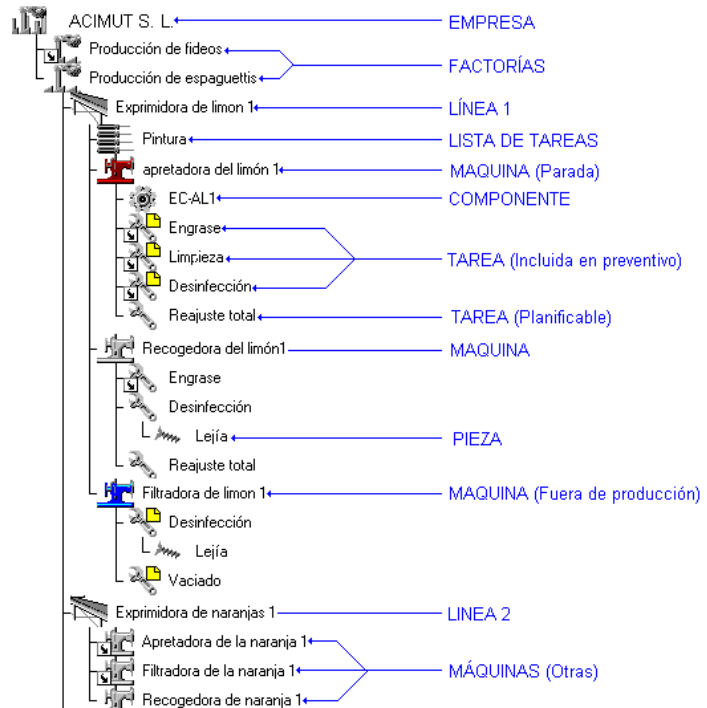 ACIMUT S. L. EMPRESA
Producción de fideos
FACTORÍAS
Producción de espaguettis
Exprimidora de limon 1 LÍNEA 1
Pintura LISTA DE TAREAS
apretadora del limón 1 MAQUINA (Parada)
EC-AL1 COMPONENTE
Engrase
Limpieza TAREA (Incluida en preventivo)
Desinfección
Reajuste total TAREA (Planificable)
Recogedora del limón1 MAQUINA
Engrase
Desinfección
Lejía PIEZA
Reajuste total
Filtradora de limon 1 MAQUINA (Fuera de producción)
Desinfección
Lejía
Vaciado
Exprimidora de naranjas 1 LINEA 2
Apretadora de la naranja 1
Filtradora de la naranja 1 MÁQUINAS (Otras)
Recogedora de naranja 1